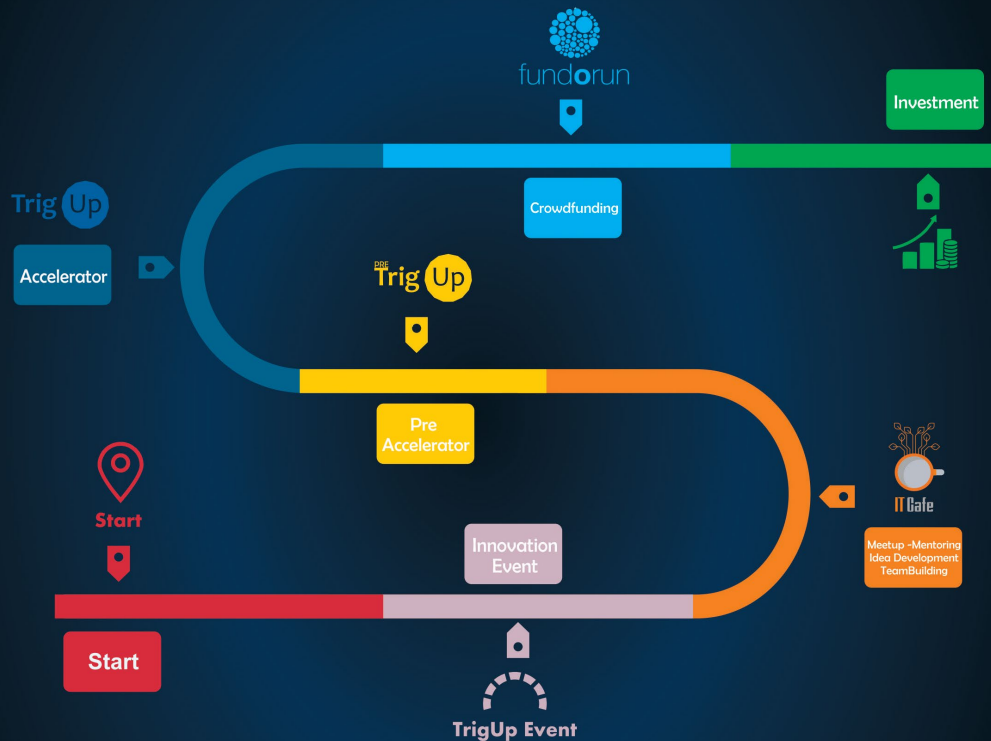 fundorun
Investment
Crowdfunding
Trig Up
Accelerator
PRE
Trig Up
Pre
Accelerator
Start
Start
Innovation
Event
TrigUp Event
IT Cafe
Meetup -Mentoring
Idea Development
TeamBuilding